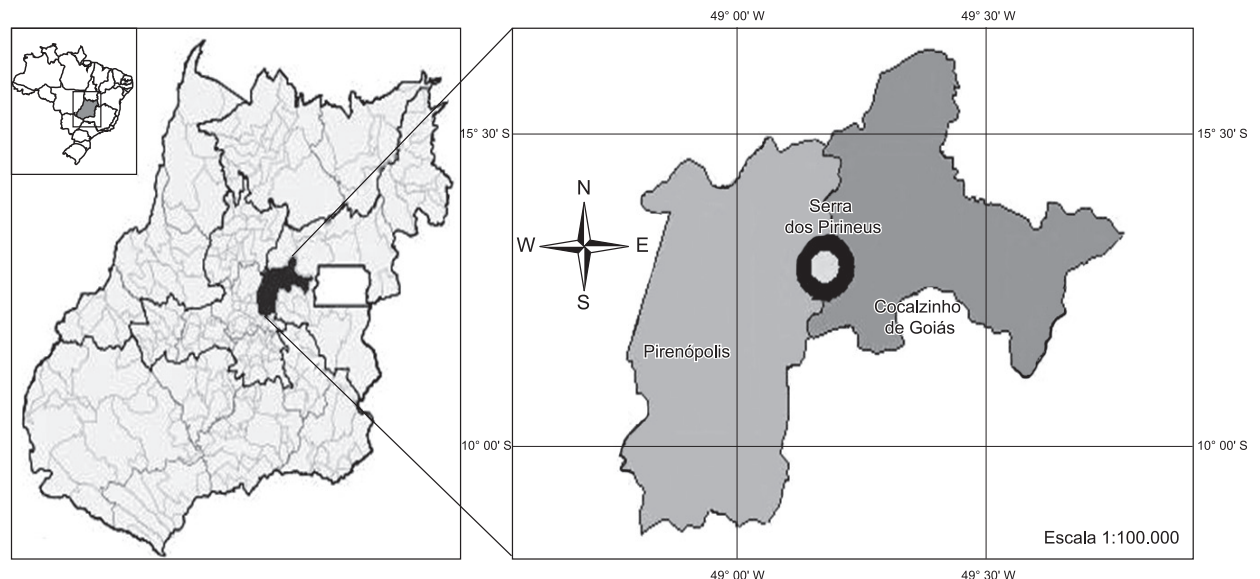 49° 00' W
49° 30' W
15° 30' S
15° 30' S
N
W
E
S
Serra
dos Pirineus
Cocalzinho
de Goiás
Pirenópolis
10° 00' S
10° 00' S
Escala 1:100.000
49° 00' W
49° 30' W